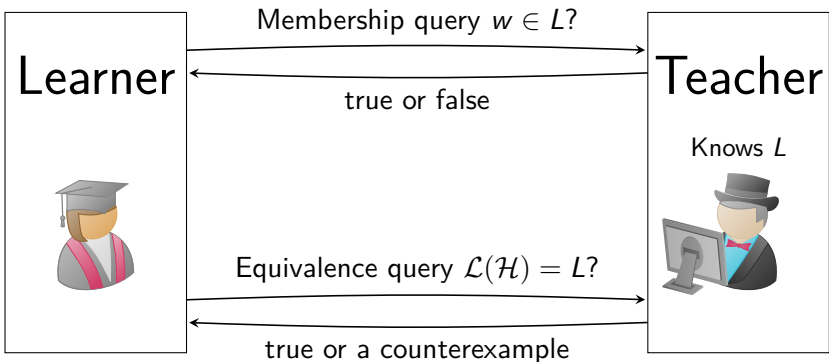 Membership query w ∈ L?
Learner
Teacher
true or false
Knows L
Equivalence query ℒ(ℋ) = L?
true or a counterexample